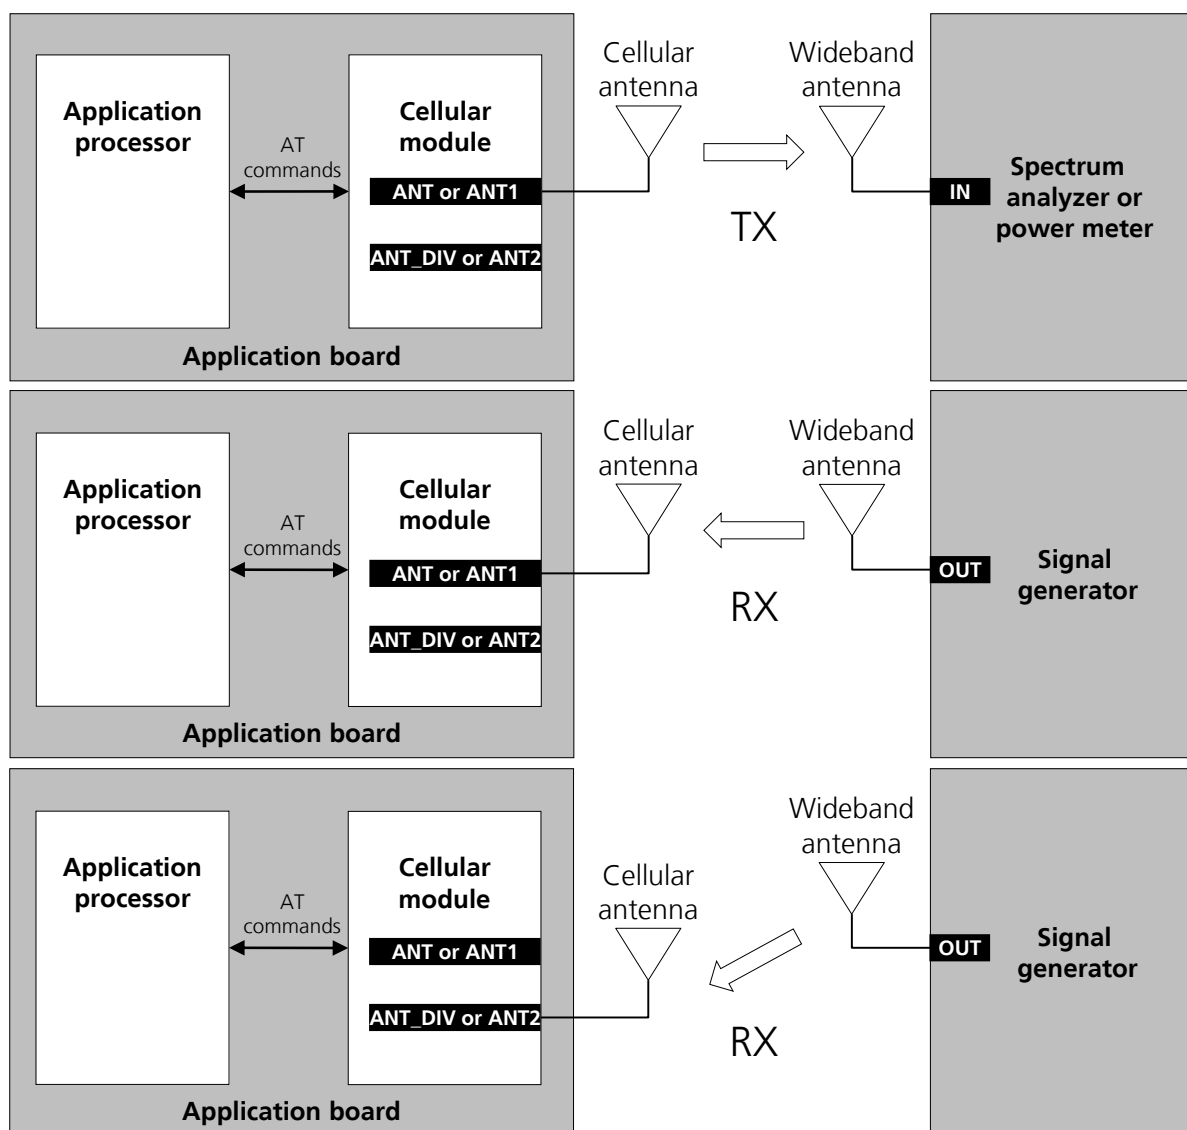 Application
processor
AT
commands
Cellular
module
ANT or ANT1
ANT_DIV or ANT2
Application board
Cellular
antenna
Wideband
antenna
TX
IN
Spectrum
analyzer or
power meter
Application
processor
AT
commands
Cellular
module
ANT or ANT1
ANT_DIV or ANT2
Application board
Cellular
antenna
Wideband
antenna
RX
OUT
Signal
generator
Application
processor
AT
commands
Cellular
module
ANT or ANT1
ANT_DIV or ANT2
Application board
Cellular
antenna
Wideband
antenna
RX
OUT
Signal
generator